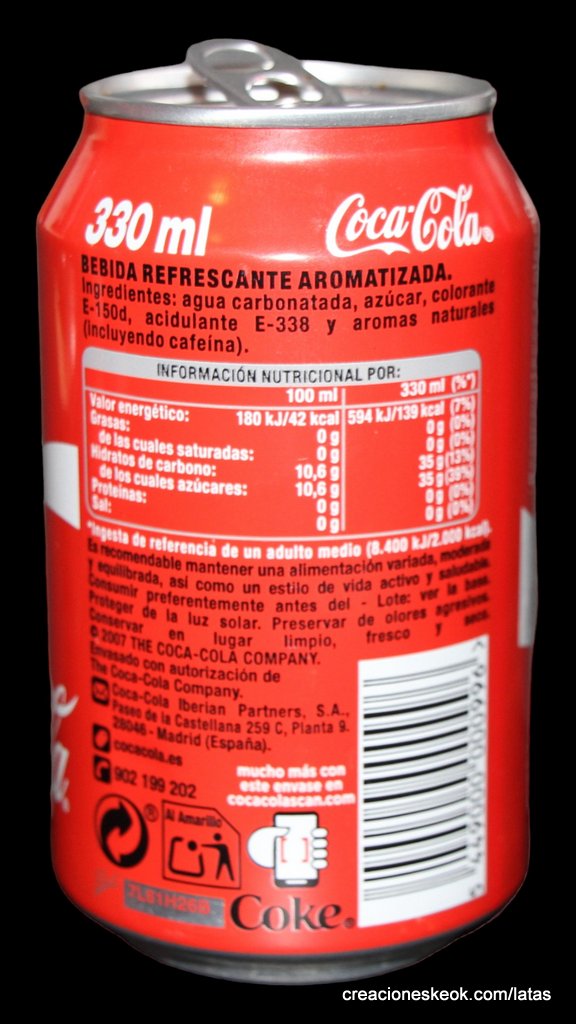 330 ml
Coca-Cola®
BEBIDA REFRESCANTE AROMATIZADA.
Ingredientes: agua carbonatada, azúcar, colorante
E-150d, acidulante E-338 y aromas naturales
(incluyendo cafeína).
INFORMACIÓN NUTRICIONAL POR:
100 ml 330 ml (%*)
Valor energético: 180 kJ/42 kcal 594 kJ/139 kcal (7%)
Grasas: 0 g 0 g (0%)
de las cuales saturadas: 0 g 0 g (0%)
Hidratos de carbono: 10,6 g 35 g (13%)
de los cuales azúcares: 10,6 g 35 g (39%)
Proteínas: 0 g 0 g (0%)
Sal: 0 g 0 g (0%)
*Ingesta de referencia de un adulto medio (8.400 kJ/2.000 kcal).
Es recomendable mantener una alimentación variada, moderada
y equilibrada, así como un estilo de vida activo y saludable.
Consumir preferentemente antes del - Lote: ver la base.
Proteger de la luz solar. Preservar de olores agresivos.
Conservar en lugar limpio, fresco y seco.
© 2007 THE COCA-COLA COMPANY.
Envasado con autorización de
The Coca-Cola Company.
Coca-Cola Iberian Partners, S.A.,
Paseo de la Castellana 259 C, Planta 9.
28046 - Madrid (España).
cocacola.es
902 199 202
mucho más con
este envase en
cocacolascan.com
®
Al Amarillo
Coke®
creacioneskeok.com/latas